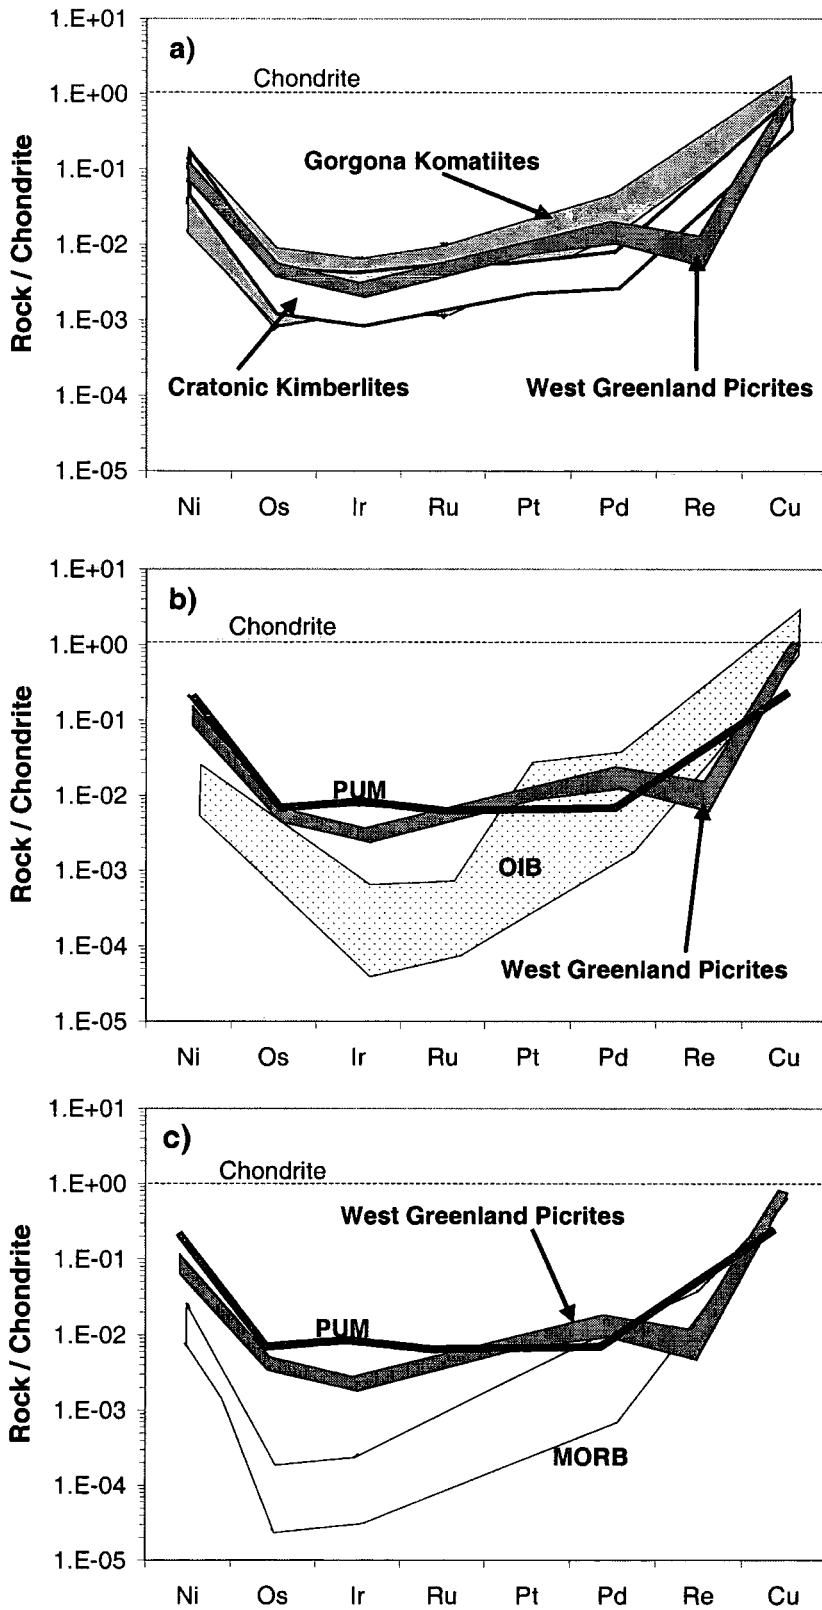 a)
Chondrite
Gorgona Komatiites
Cratonic Kimberlites
West Greenland Picrites
Rock / Chondrite
1.E+01
1.E+00
1.E-01
1.E-02
1.E-03
1.E-04
1.E-05
Ni Os Ir Ru Pt Pd Re Cu
b)
Chondrite
PUM
OIB
West Greenland Picrites
Rock / Chondrite
1.E+01
1.E+00
1.E-01
1.E-02
1.E-03
1.E-04
1.E-05
Ni Os Ir Ru Pt Pd Re Cu
c)
Chondrite
West Greenland Picrites
PUM
MORB
Rock / Chondrite
1.E+01
1.E+00
1.E-01
1.E-02
1.E-03
1.E-04
1.E-05
Ni Os Ir Ru Pt Pd Re Cu